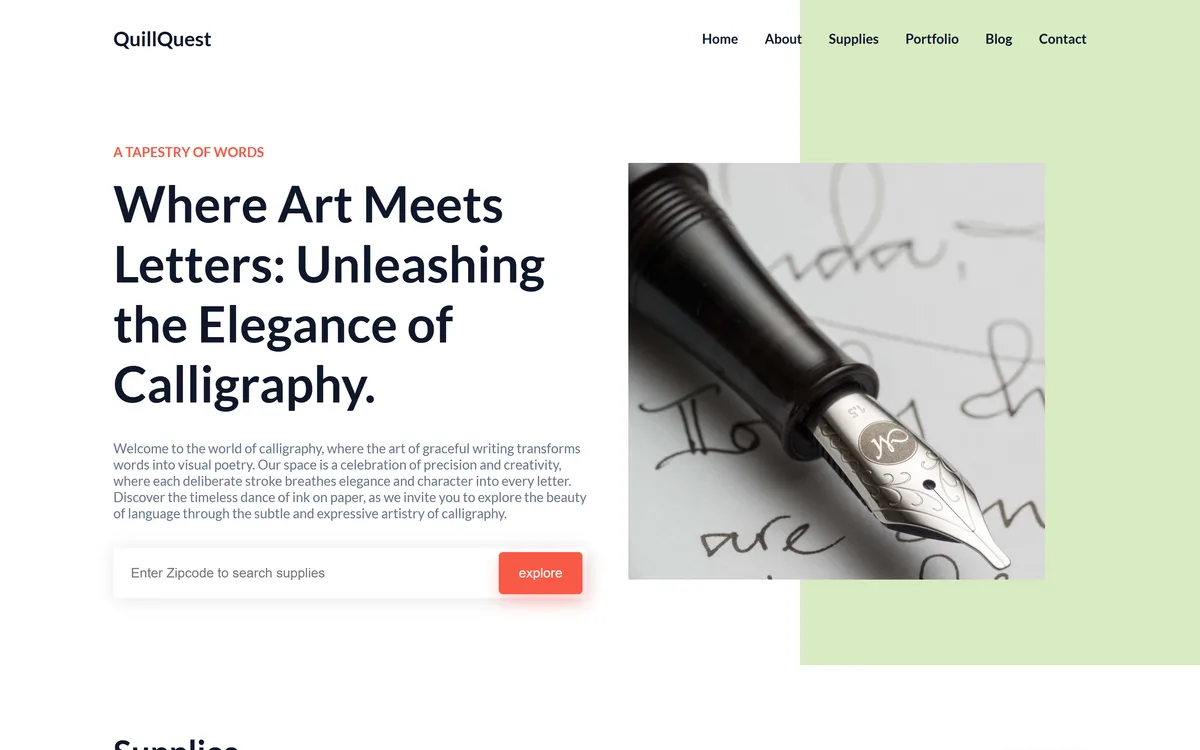 QuillQuest
Home About Supplies Portfolio Blog Contact
A TAPESTRY OF WORDS
Where Art Meets
Letters: Unleashing
the Elegance of
Calligraphy.
Welcome to the world of calligraphy, where the art of graceful writing transforms
words into visual poetry. Our space is a celebration of precision and creativity,
where each deliberate stroke breathes elegance and character into every letter.
Discover the timeless dance of ink on paper, as we invite you to explore the beauty
of language through the subtle and expressive artistry of calligraphy.
Enter Zipcode to search supplies
explore
1.5
are
Supplies